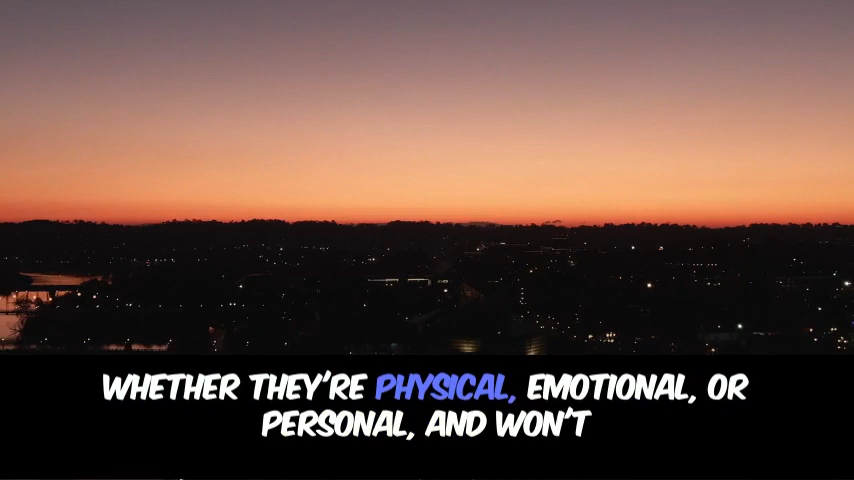 WHETHER THEY'RE PHYSICAL, EMOTIONAL, OR
PERSONAL, AND WON'T